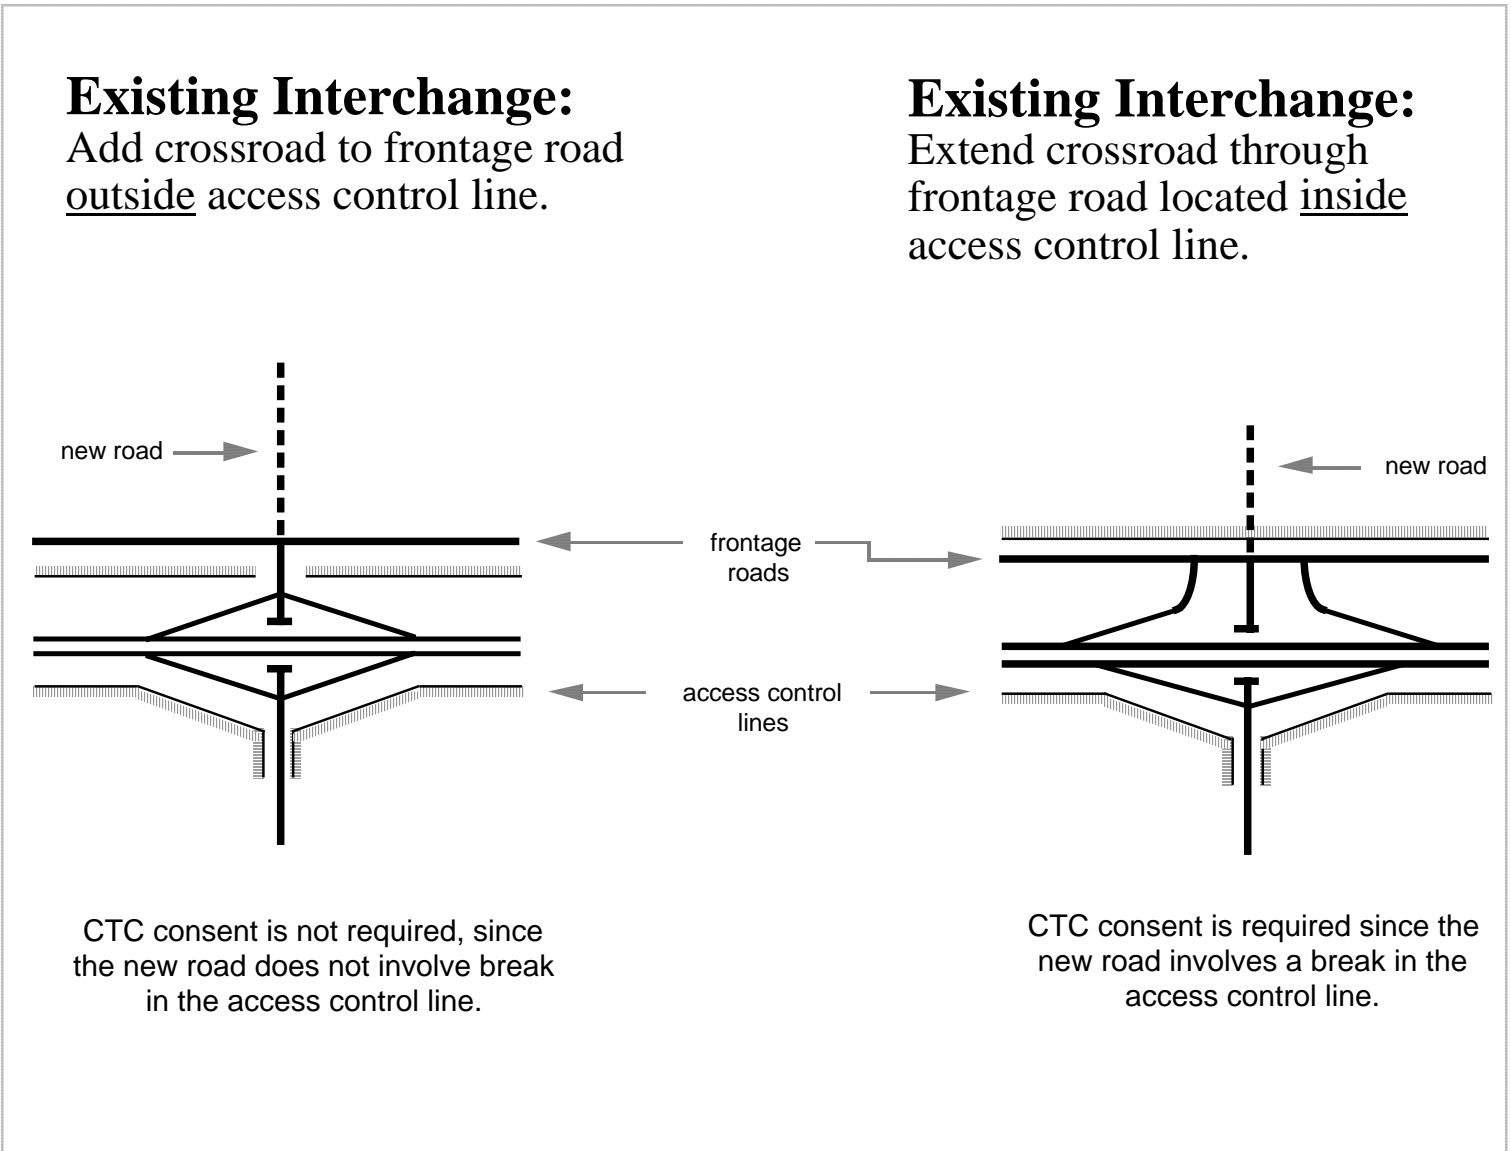 Existing Interchange:
Add crossroad to frontage road
outside access control line.
Existing Interchange:
Extend crossroad through
frontage road located inside
access control line.
new road
new road
frontage
roads
access control
lines
CTC consent is not required, since
the new road does not involve break
in the access control line.
CTC consent is required since the
new road involves a break in the
access control line.